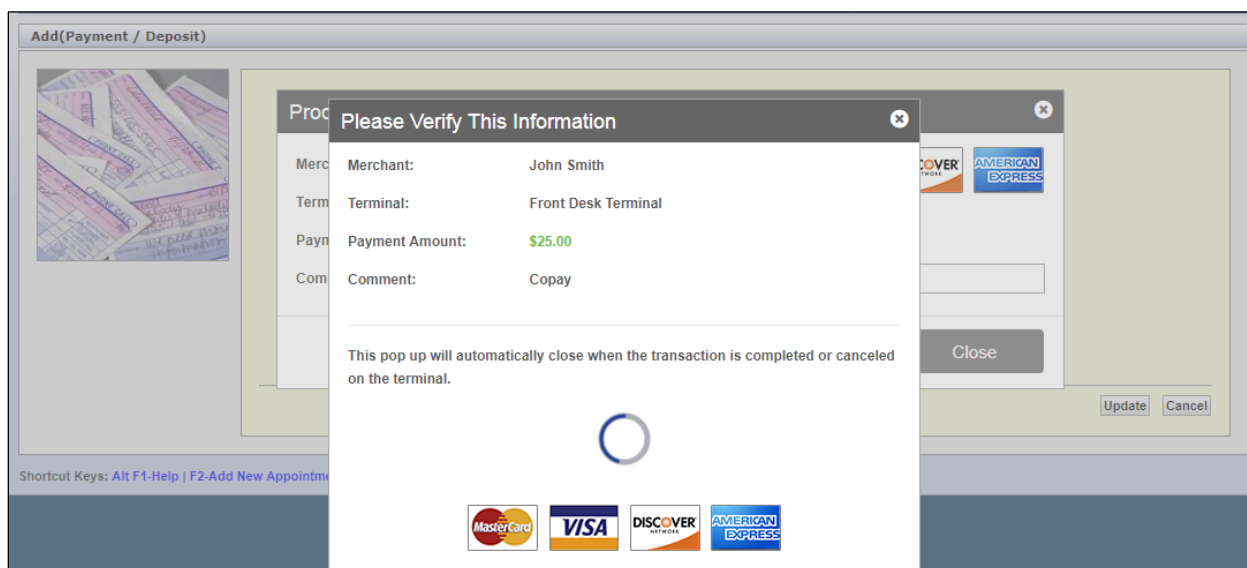 Add(Payment / Deposit)
Proc
Please Verify This Information
Merc
Merchant: John Smith
OVER
NETWORK
AMERICAN
EXPRESS
Term
Terminal: Front Desk Terminal
Paym
Payment Amount: $25.00
Com
Comment: Copay
This pop up will automatically close when the transaction is completed or canceled
on the terminal.
Close
Update Cancel
Shortcut Keys: Alt F1-Help | F2-Add New Appointme
MasterCard VISA DISCOVER
NETWORK
AMERICAN
EXPRESS